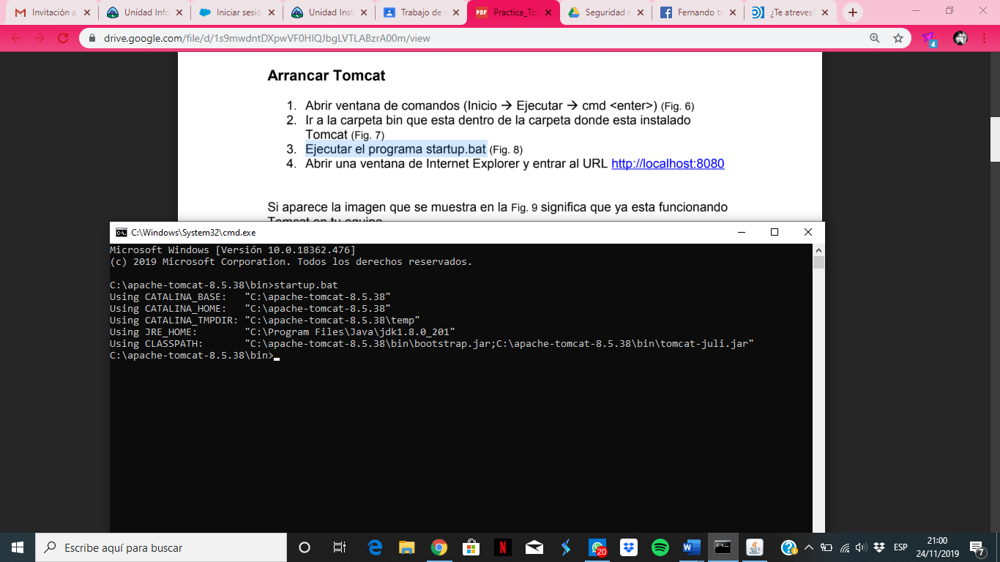 Invitación a
Unidad Info
Iniciar sesió
Unidad Inst
Trabajo de c
PDF
Practica_To
Seguridad c
Fernando te
¿Te atreves?
drive.google.com/file/d/1s9mwdntDXpwVF0HIQJbgLVTLABzrA00m/view
4
Arrancar Tomcat
1. Abrir ventana de comandos (Inicio → Ejecutar → cmd <enter>) (Fig. 6)
2. Ir a la carpeta bin que esta dentro de la carpeta donde esta instalado
Tomcat (Fig. 7)
3. Ejecutar el programa startup.bat (Fig. 8)
4. Abrir una ventana de Internet Explorer y entrar al URL http://localhost:8080
Si aparece la imagen que se muestra en la Fig. 9 significa que ya esta funcionando
Tomcat en tu equipo
C:\Windows\System32\cmd.exe
Microsoft Windows [Versión 10.0.18362.476]
(c) 2019 Microsoft Corporation. Todos los derechos reservados.
C:\apache-tomcat-8.5.38\bin>startup.bat
Using CATALINA_BASE:   "C:\apache-tomcat-8.5.38"
Using CATALINA_HOME:   "C:\apache-tomcat-8.5.38"
Using CATALINA_TMPDIR: "C:\apache-tomcat-8.5.38\temp"
Using JRE_HOME:        "C:\Program Files\Java\jdk1.8.0_201"
Using CLASSPATH:       "C:\apache-tomcat-8.5.38\bin\bootstrap.jar;C:\apache-tomcat-8.5.38\bin\tomcat-juli.jar"
C:\apache-tomcat-8.5.38\bin>
Escribe aquí para buscar
20
ESP
21:00
24/11/2019
7